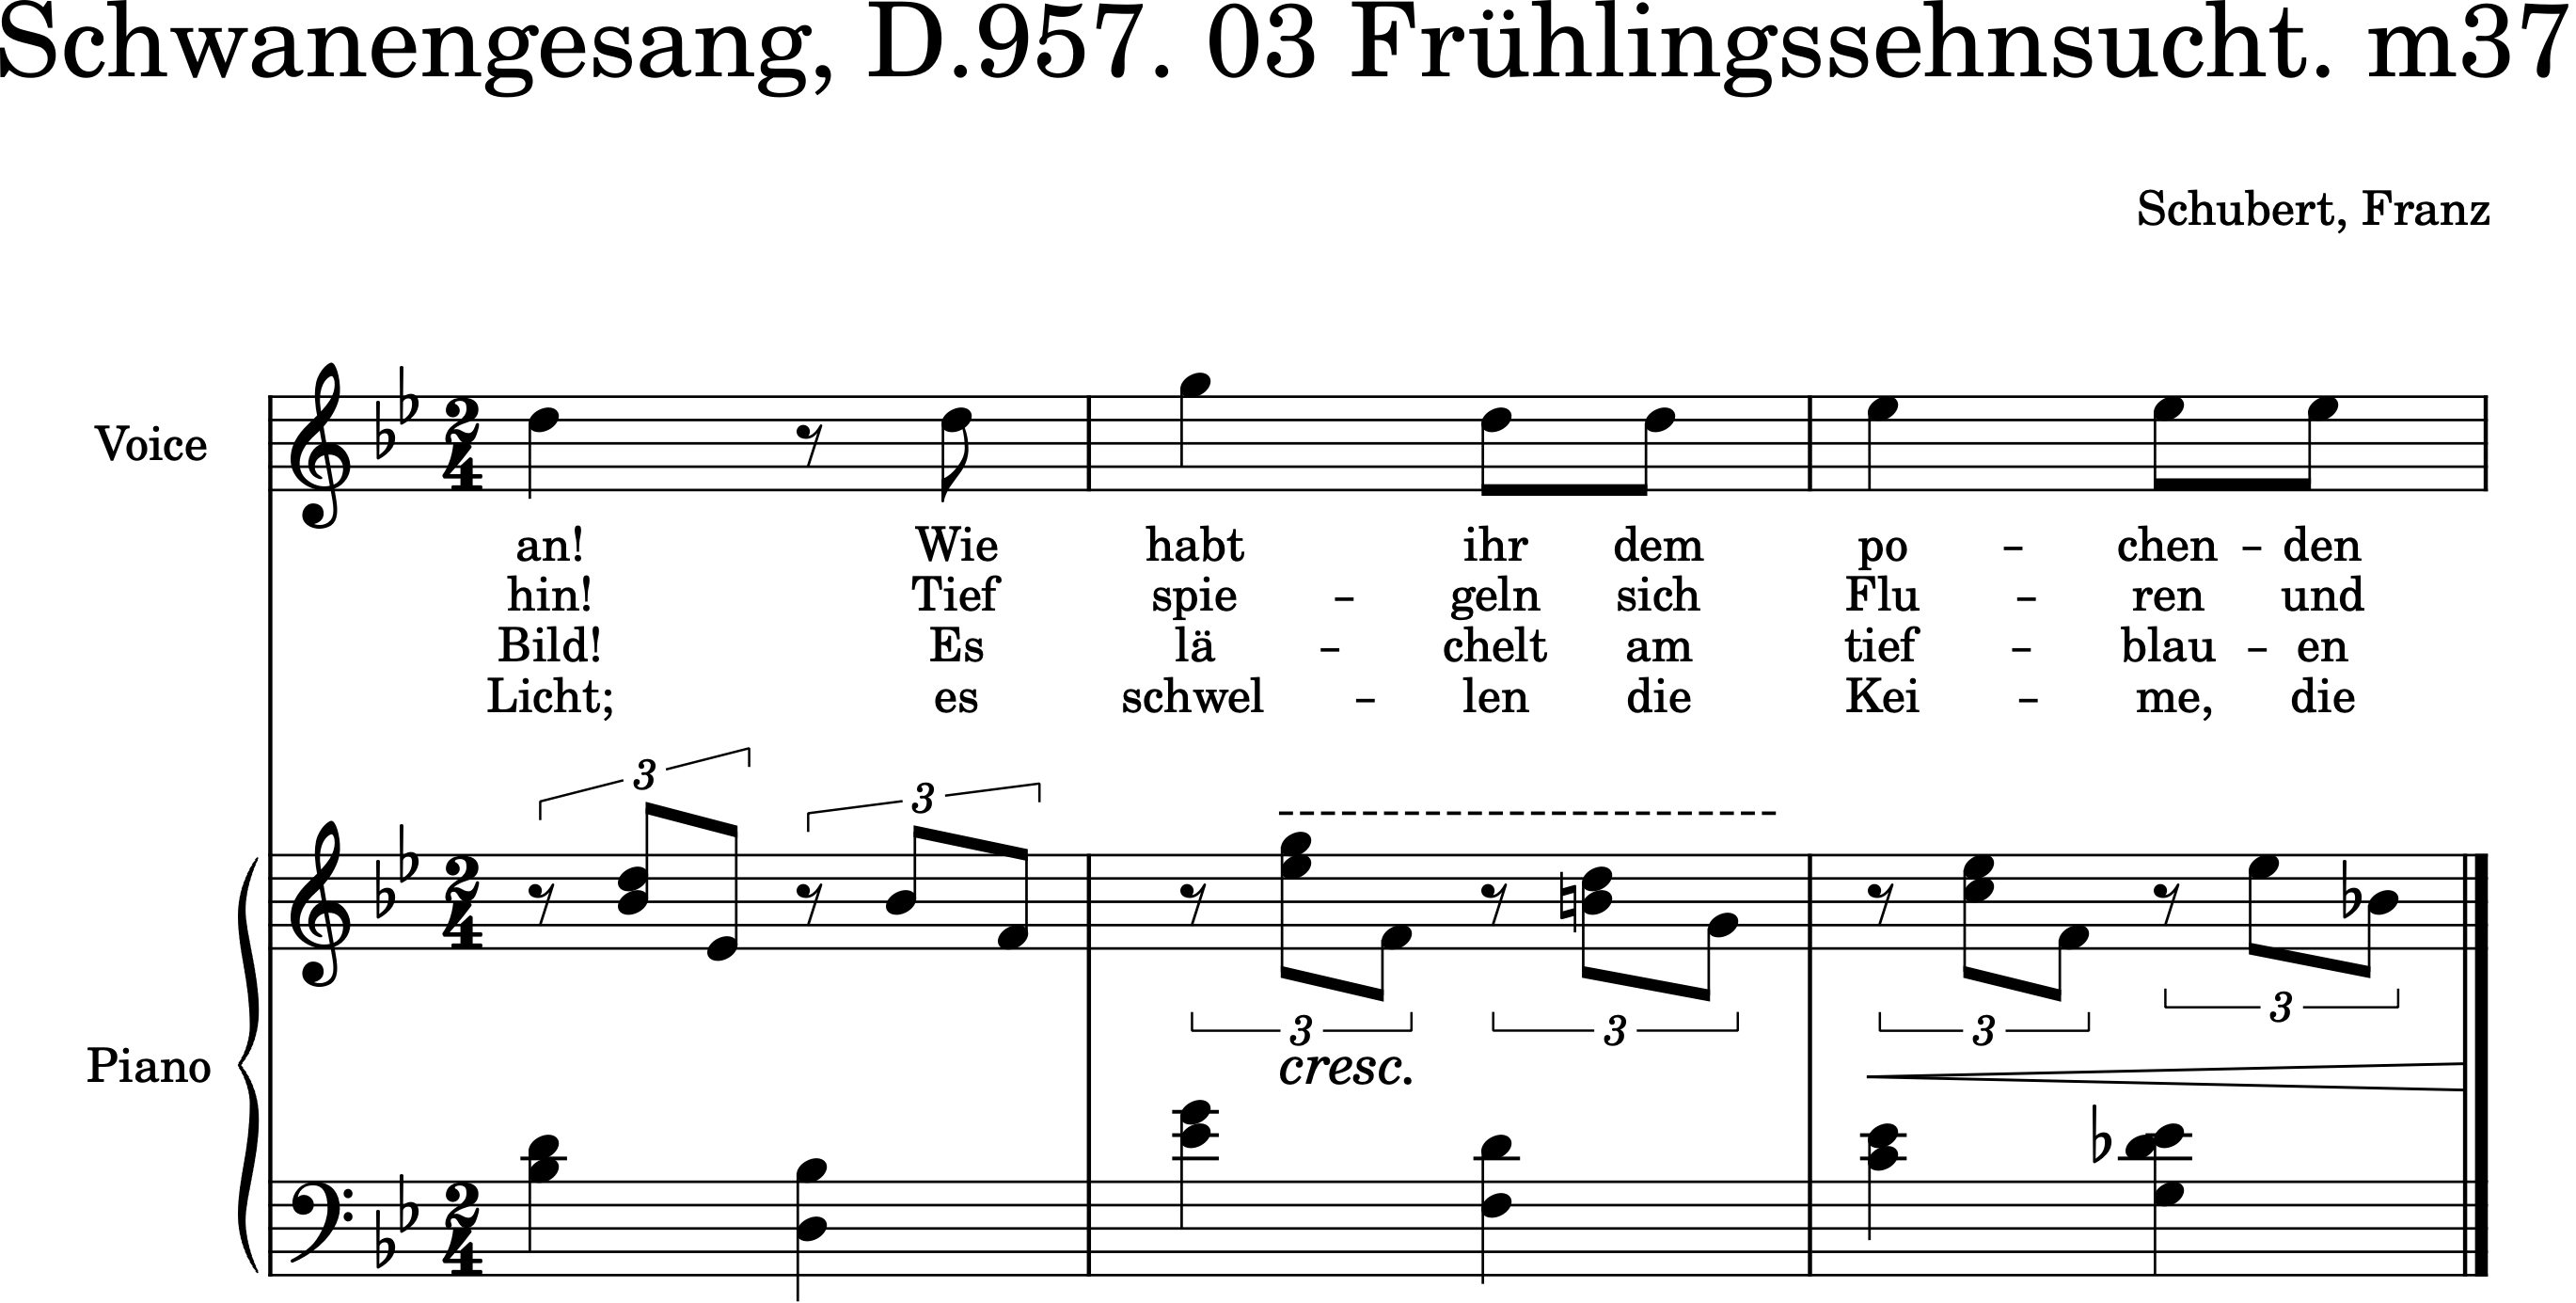 Schwanengesang, D.957. 03 Frühlingssehnsucht. m37
Schubert, Franz
Voice
an! Wie habt ihr dem po – chen – den
hin! Tief spie – geln sich Flu – ren und
Bild! Es lä – chelt am tief – blau – en
Licht; es schwel – len die Kei – me, die
3 3
3 3 3 3
cresc.
Piano